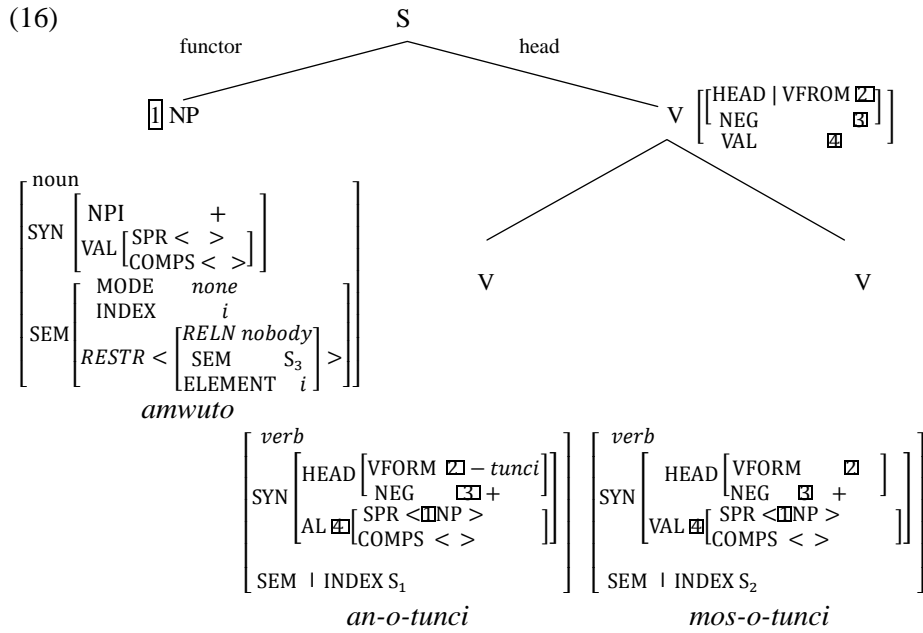 (16)
S
functor head
1 NP
V [[HEAD | VFROM 2
NEG 3]
VAL 4]
noun
SYN [NPI +
VAL [SPR < >
COMPS < >]]
SEM [MODE none
INDEX i
RESTR < [RELN nobody
SEM S₃
ELEMENT i] >]
amwuto
V V
verb
SYN [HEAD [VFORM 2 – tunci
NEG 3 +]
AL 4 [SPR < 1 NP >
COMPS < >]]
SEM | INDEX S₁
an-o-tunci
verb
SYN [HEAD [VFORM 2
NEG 3 +]
VAL 4 [SPR < 1 NP >
COMPS < >]]
SEM | INDEX S₂
mos-o-tunci